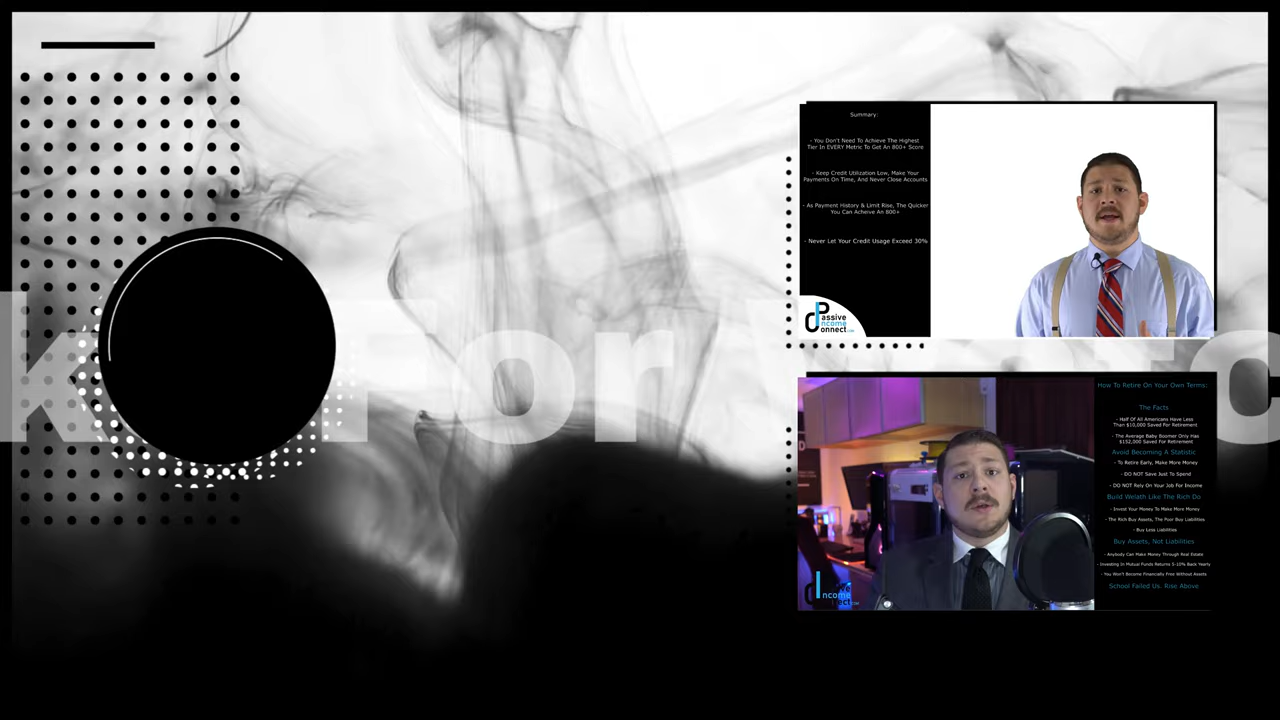 k For Watc
Summary:
- You Don't Need To Achieve The Highest
Tier In EVERY Metric To Get An 800+ Score
- Keep Credit Utilization Low, Make Your
Payments On Time, And Never Close Accounts
- As Payment History & Limit Rise, The Quicker
You Can Acheive An 800+
- Never Let Your Credit Usage Exceed 30%
Passive
Income
Connect
How To Retire On Your Own Terms:
The Facts
- Half Of All Americans Have Less
Than $10,000 Saved For Retirement
- The Average Baby Boomer Only Has
$152,000 Saved For Retirement
Avoid Becoming A Statistic
- To Retire Early, Make More Money
- DO NOT Save Just To Spend
- DO NOT Rely On Your Job For Income
Build Welath Like The Rich Do
- Invest Your Money To Make More Money
- The Rich Buy Assets, The Poor Buy Liabilities
- Buy Less Liabilities
Buy Assets, Not Liabilities
- Anybody Can Make Money Through Real Estate
- Investing In Mutual Funds Returns 5-10% Back Yearly
- You Won't Become Financially Free Without Assets
School Failed Us. Rise Above
Income